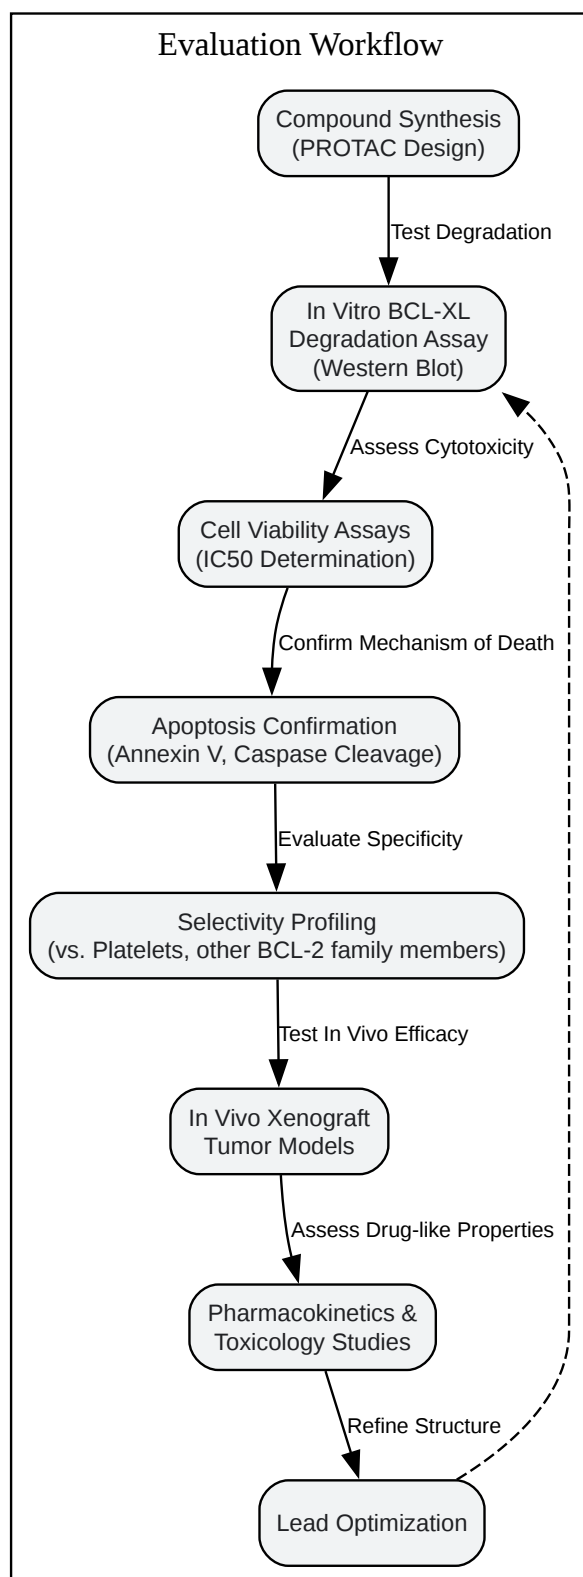 Evaluation Workflow
Compound Synthesis
(PROTAC Design)
Test Degradation
In Vitro BCL-XL
Degradation Assay
(Western Blot)
Assess Cytotoxicity
Cell Viability Assays
(IC50 Determination)
Confirm Mechanism of Death
Apoptosis Confirmation
(Annexin V, Caspase Cleavage)
Evaluate Specificity
Selectivity Profiling
(vs. Platelets, other BCL-2 family members)
Test In Vivo Efficacy
In Vivo Xenograft
Tumor Models
Assess Drug-like Properties
Pharmacokinetics &
Toxicology Studies
Refine Structure
Lead Optimization